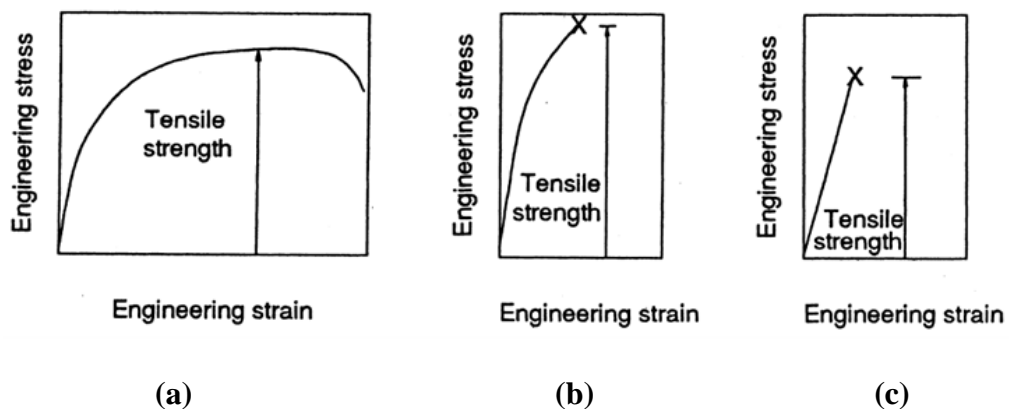 Engineering stress
Tensile
strength
Engineering strain
(a)
Engineering stress
X
Tensile
strength
Engineering strain
(b)
Engineering stress
X
Tensile
strength
Engineering strain
(c)